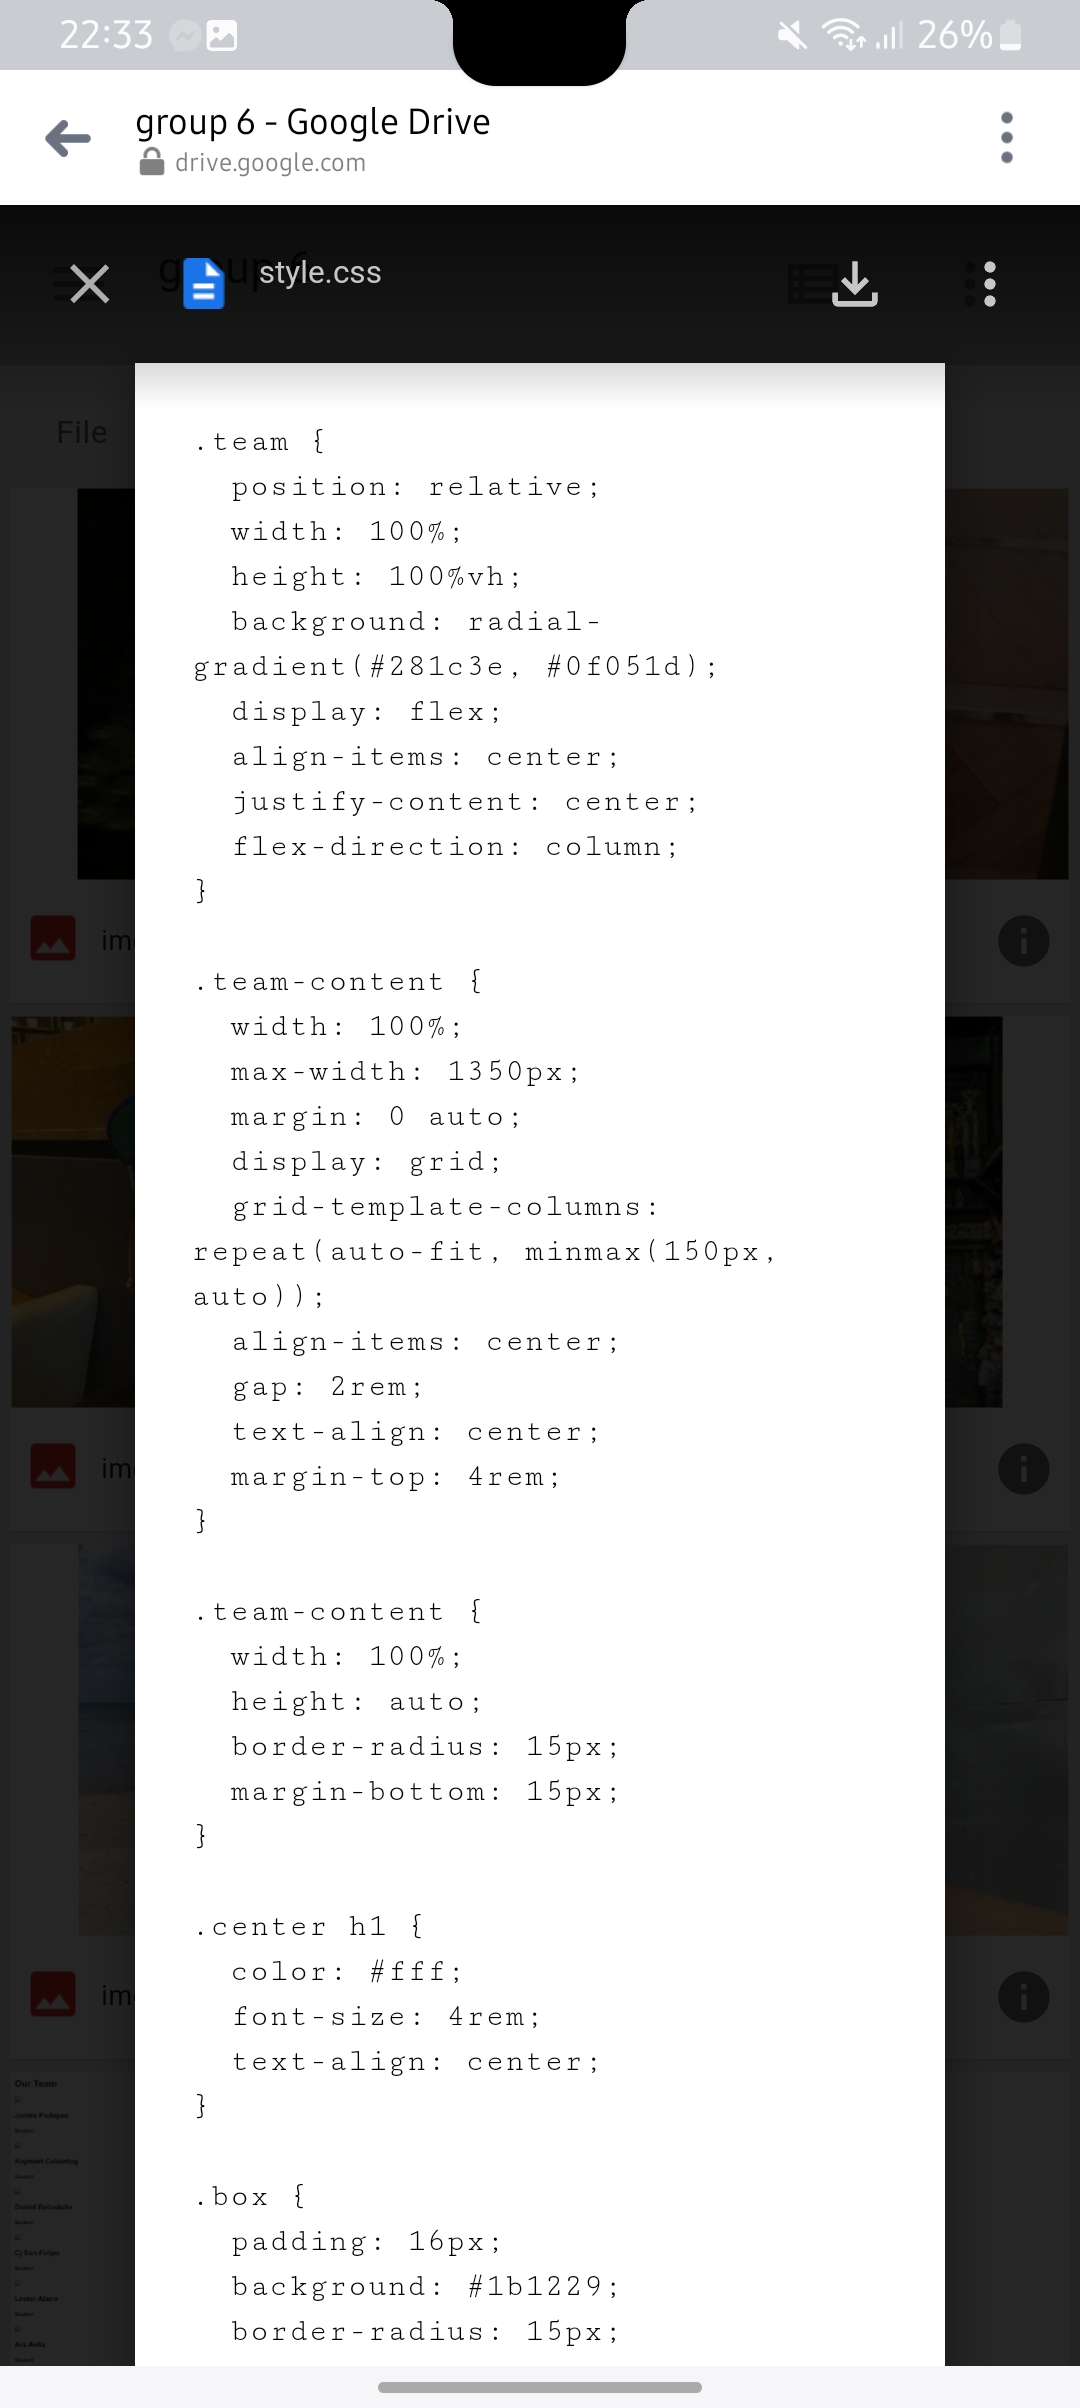 22:33
26%
group 6 - Google Drive
drive.google.com
style.css
File
.team {
position: relative;
width: 100%;
height: 100%vh;
background: radial-
gradient(#281c3e, #0f051d);
display: flex;
align-items: center;
justify-content: center;
flex-direction: column;
}
.team-content {
width: 100%;
max-width: 1350px;
margin: 0 auto;
display: grid;
grid-template-columns:
repeat(auto-fit, minmax(150px,
auto));
align-items: center;
gap: 2rem;
text-align: center;
margin-top: 4rem;
}
.team-content {
width: 100%;
height: auto;
border-radius: 15px;
margin-bottom: 15px;
}
.center h1 {
color: #fff;
font-size: 4rem;
text-align: center;
}
.box {
padding: 16px;
background: #1b1229;
border-radius: 15px;
Our Team